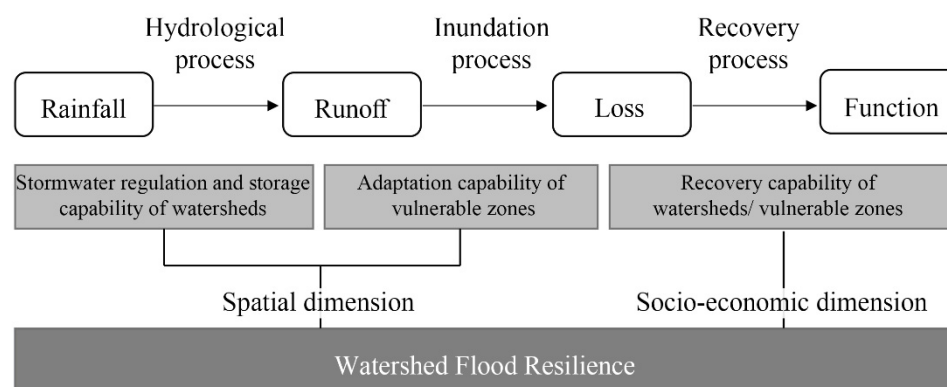 Hydrological
process
Inundation
process
Recovery
process
Rainfall
Runoff
Loss
Function
Stormwater regulation and storage
capability of watersheds
Adaptation capability of
vulnerable zones
Recovery capability of
watersheds/ vulnerable zones
Spatial dimension
Socio-economic dimension
Watershed Flood Resilience